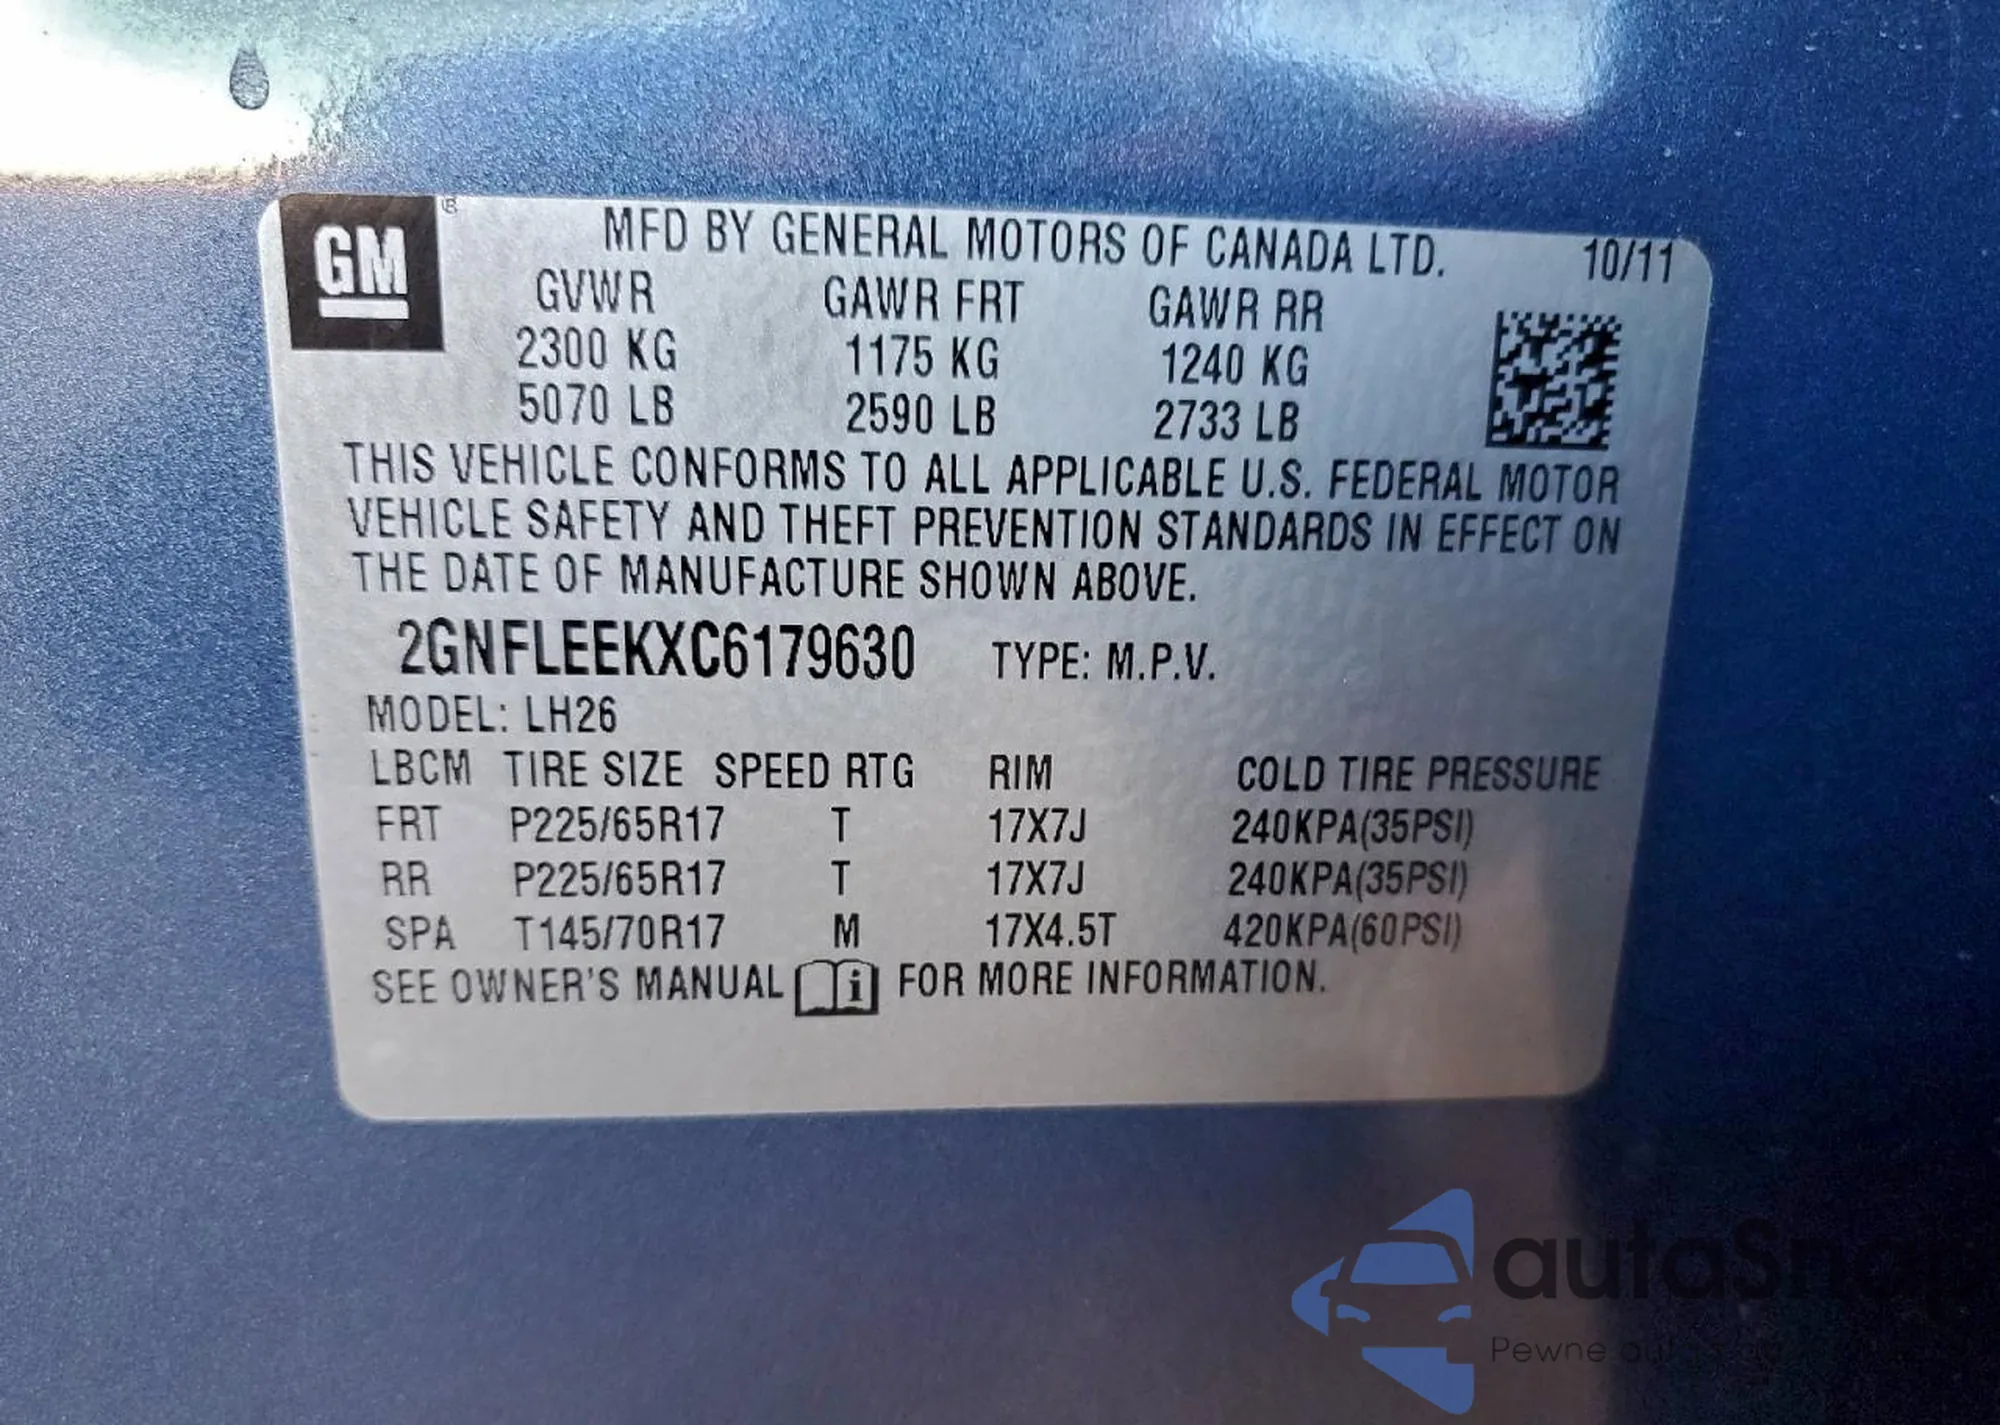 GM ®
MFD BY GENERAL MOTORS OF CANADA LTD. 10/11
GVWR GAWR FRT GAWR RR
2300 KG 1175 KG 1240 KG
5070 LB 2590 LB 2733 LB
THIS VEHICLE CONFORMS TO ALL APPLICABLE U.S. FEDERAL MOTOR
VEHICLE SAFETY AND THEFT PREVENTION STANDARDS IN EFFECT ON
THE DATE OF MANUFACTURE SHOWN ABOVE.
2GNFLEEKXC6179630 TYPE: M.P.V.
MODEL: LH26
LBCM TIRE SIZE SPEED RTG RIM COLD TIRE PRESSURE
FRT P225/65R17 T 17X7J 240KPA(35PSI)
RR P225/65R17 T 17X7J 240KPA(35PSI)
SPA T145/70R17 M 17X4.5T 420KPA(60PSI)
SEE OWNER'S MANUAL i FOR MORE INFORMATION.
autaSnap
Pewne